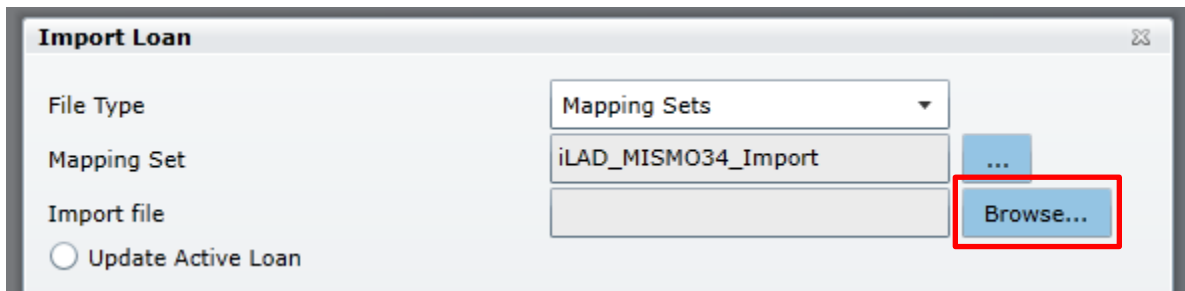 Import Loan
File Type Mapping Sets
Mapping Set iLAD_MISMO34_Import ...
Import file Browse...
Update Active Loan